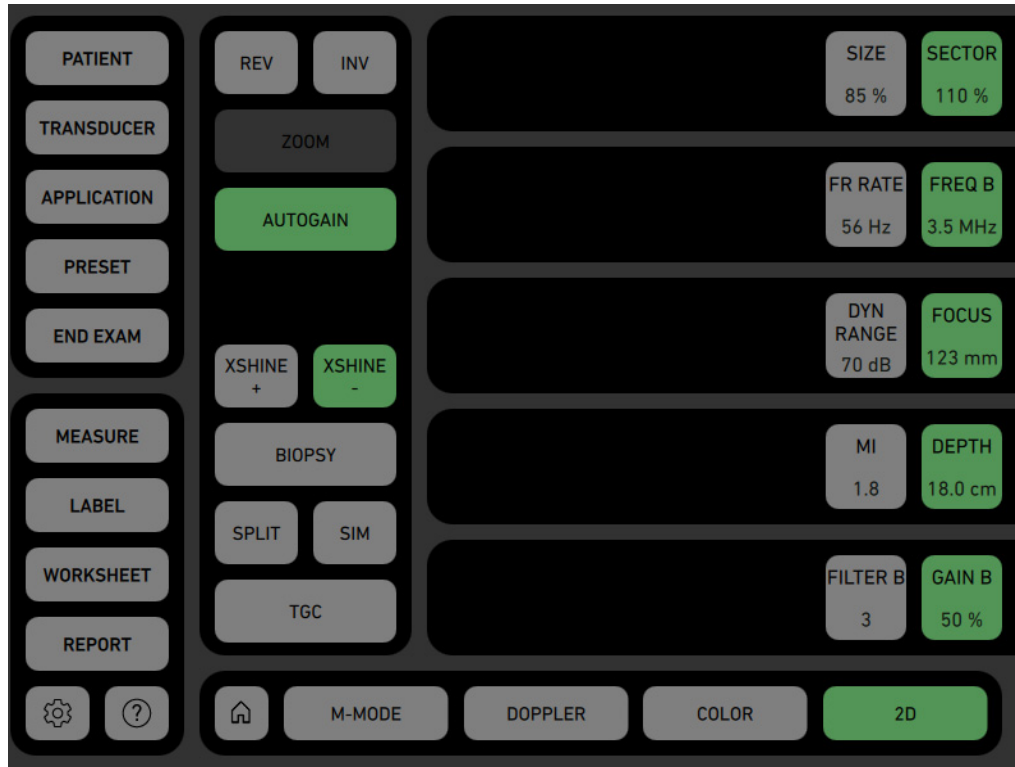 PATIENT
TRANSDUCER
APPLICATION
PRESET
END EXAM
MEASURE
LABEL
WORKSHEET
REPORT
?
REV INV
ZOOM
AUTOGAIN
XSHINE XSHINE
+ -
BIOPSY
SPLIT SIM
TGC
SIZE SECTOR
85 % 110 %
FR RATE FREQ B
56 Hz 3.5 MHz
DYN FOCUS
RANGE
70 dB 123 mm
MI DEPTH
1.8 18.0 cm
FILTER B GAIN B
3 50 %
M-MODE DOPPLER COLOR 2D